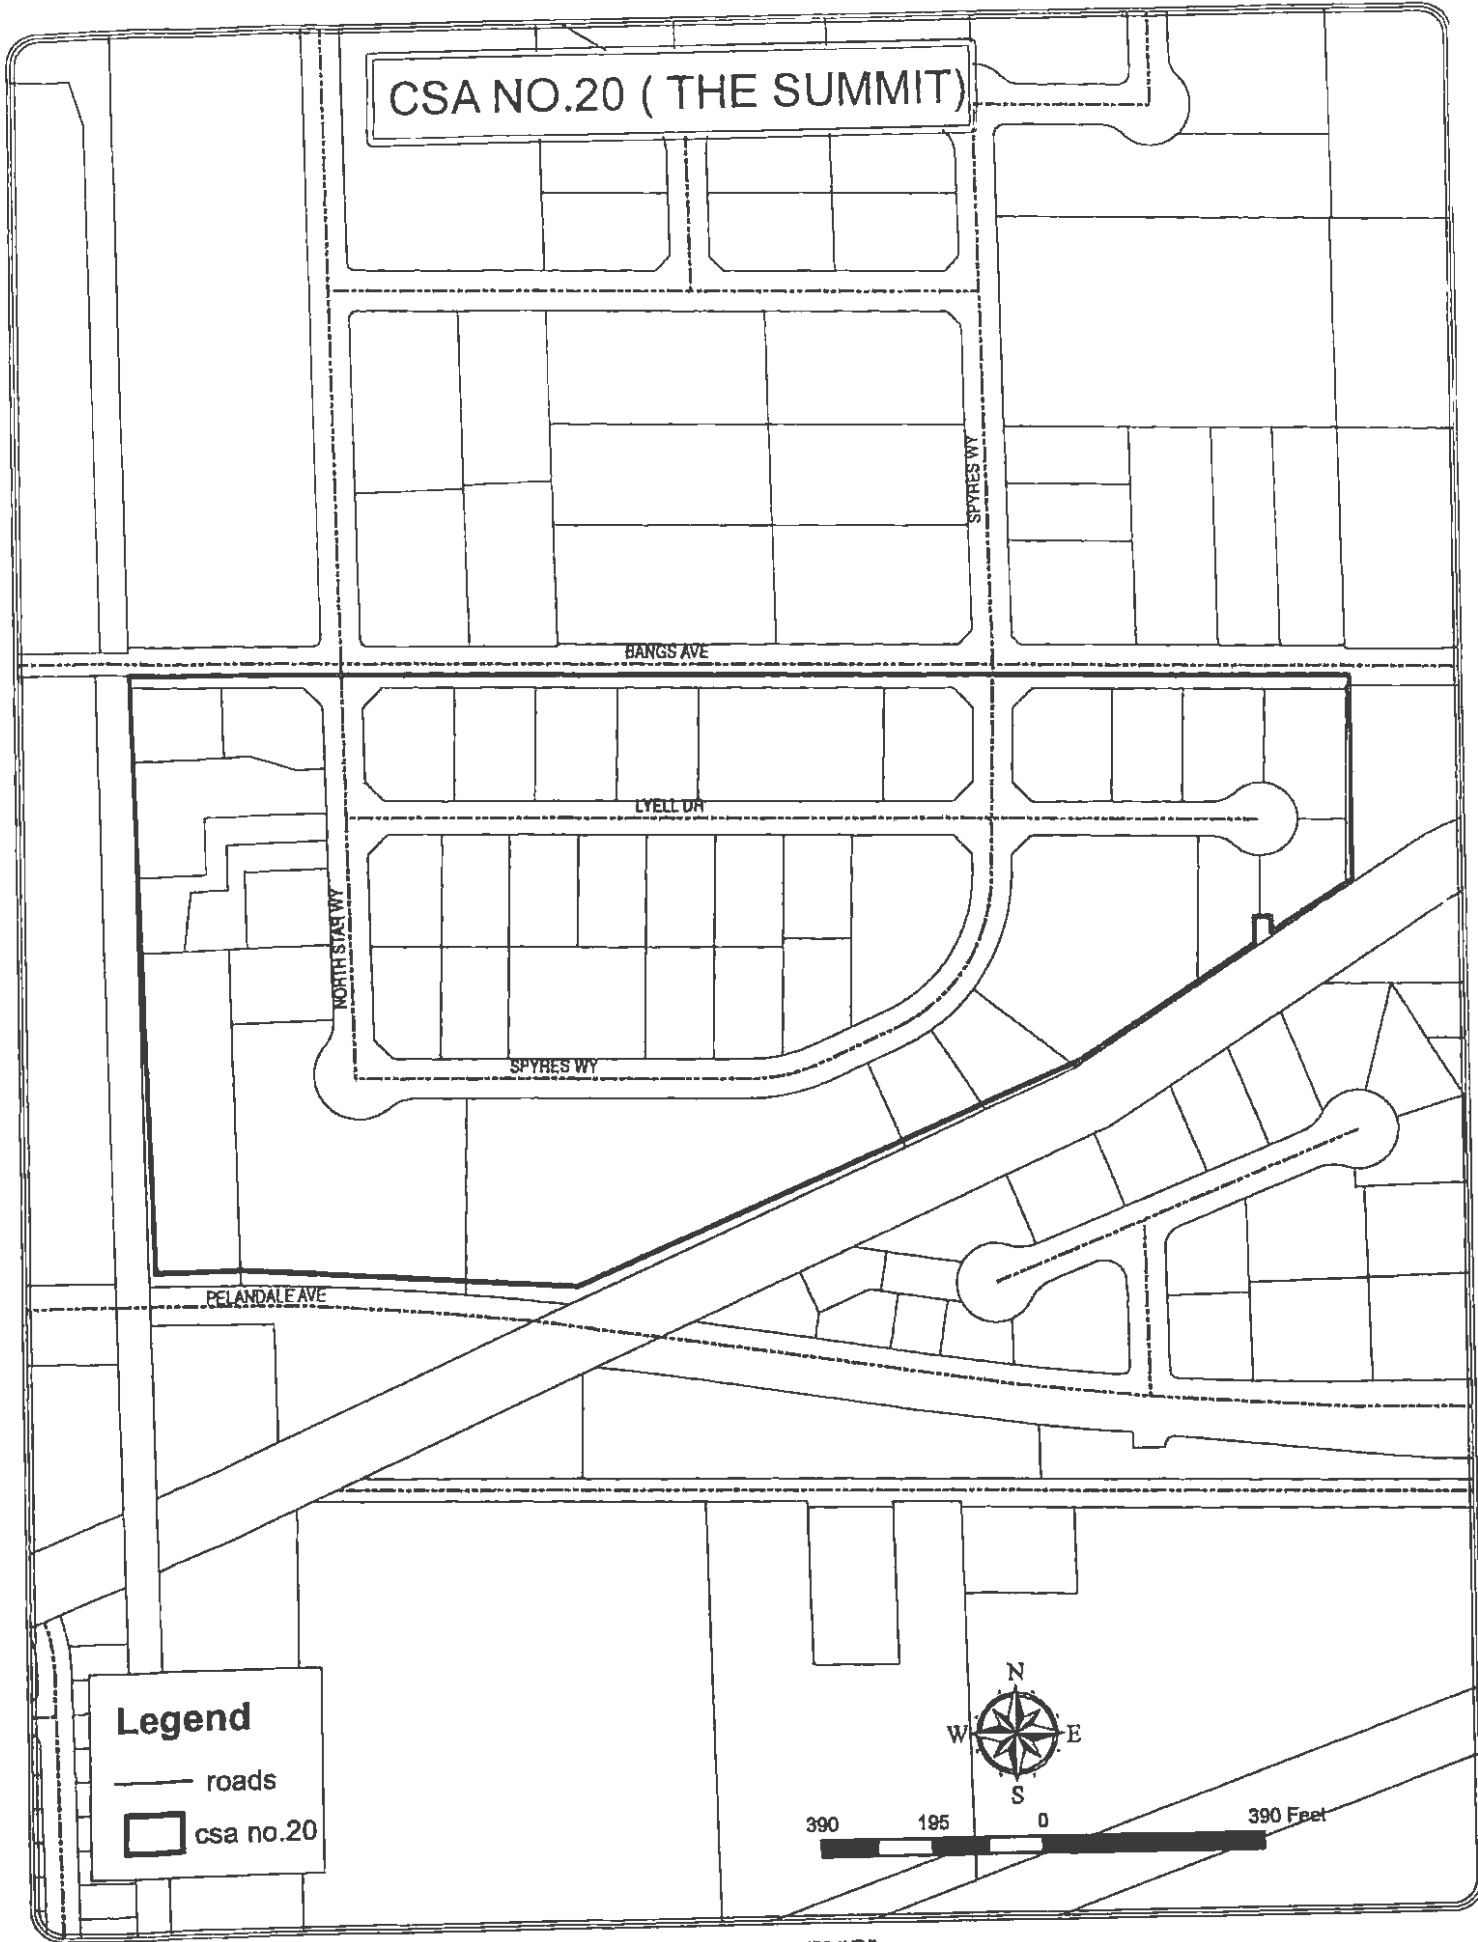 CSA NO.20 ( THE SUMMIT)
SPYRES WY
BANGS AVE
LYELL DR
NORTH STAR WY
SPYRES WY
PELANDALE AVE
Legend
roads
csa no.20
N
W E
S
390 195 0 390 Feet